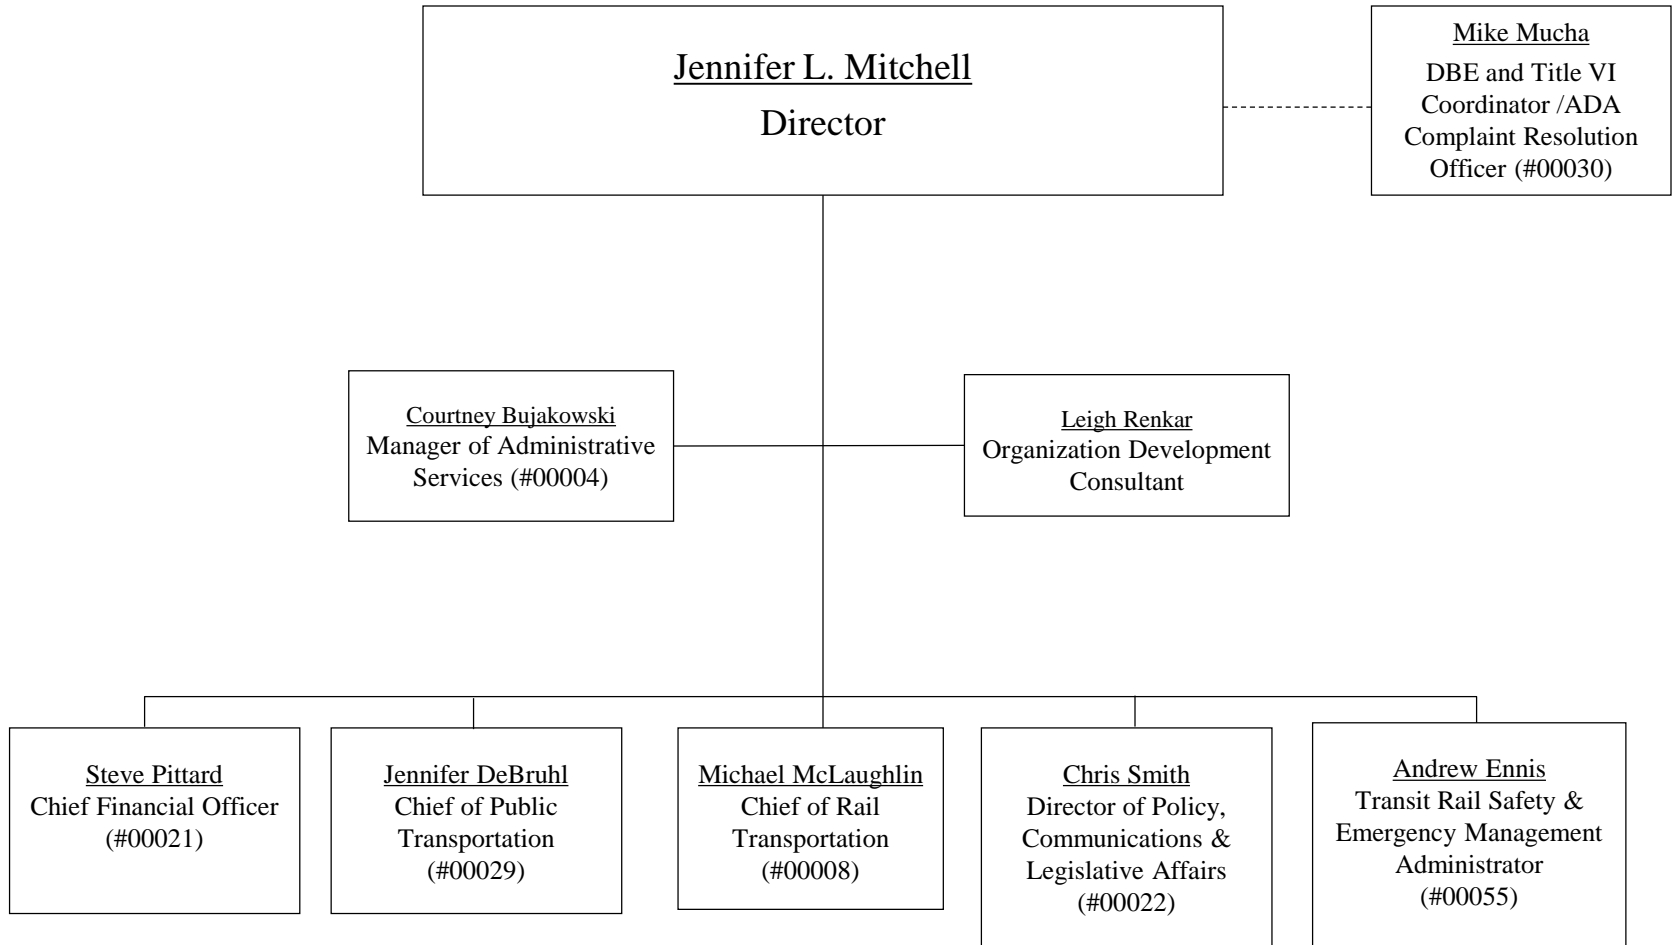 Jennifer L. Mitchell
Director
Mike Mucha
DBE and Title VI
Coordinator /ADA
Complaint Resolution
Officer (#00030)
Courtney Bujakowski
Manager of Administrative
Services (#00004)
Leigh Renkar
Organization Development
Consultant
Steve Pittard
Chief Financial Officer
(#00021)
Jennifer DeBruhl
Chief of Public
Transportation
(#00029)
Michael McLaughlin
Chief of Rail
Transportation
(#00008)
Chris Smith
Director of Policy,
Communications &
Legislative Affairs
(#00022)
Andrew Ennis
Transit Rail Safety &
Emergency Management
Administrator
(#00055)